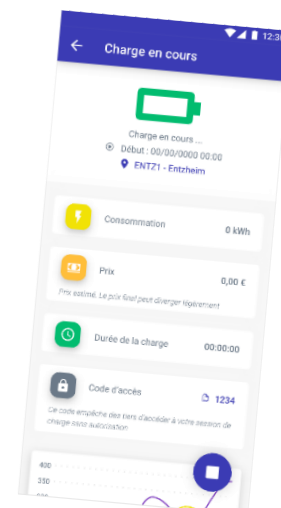 12:30
Charge en cours
Charge en cours ...
Début : 00/00/0000 00:00
ENTZ1 - Entzheim
Consommation 0 kWh
Prix 0,00 €
Prix estimé. Le prix final peut diverger légèrement
Durée de la charge 00:00:00
Code d'accès 1234
Ce code empêche des tiers d'accéder à votre session de
charge sans autorisation.
400
350